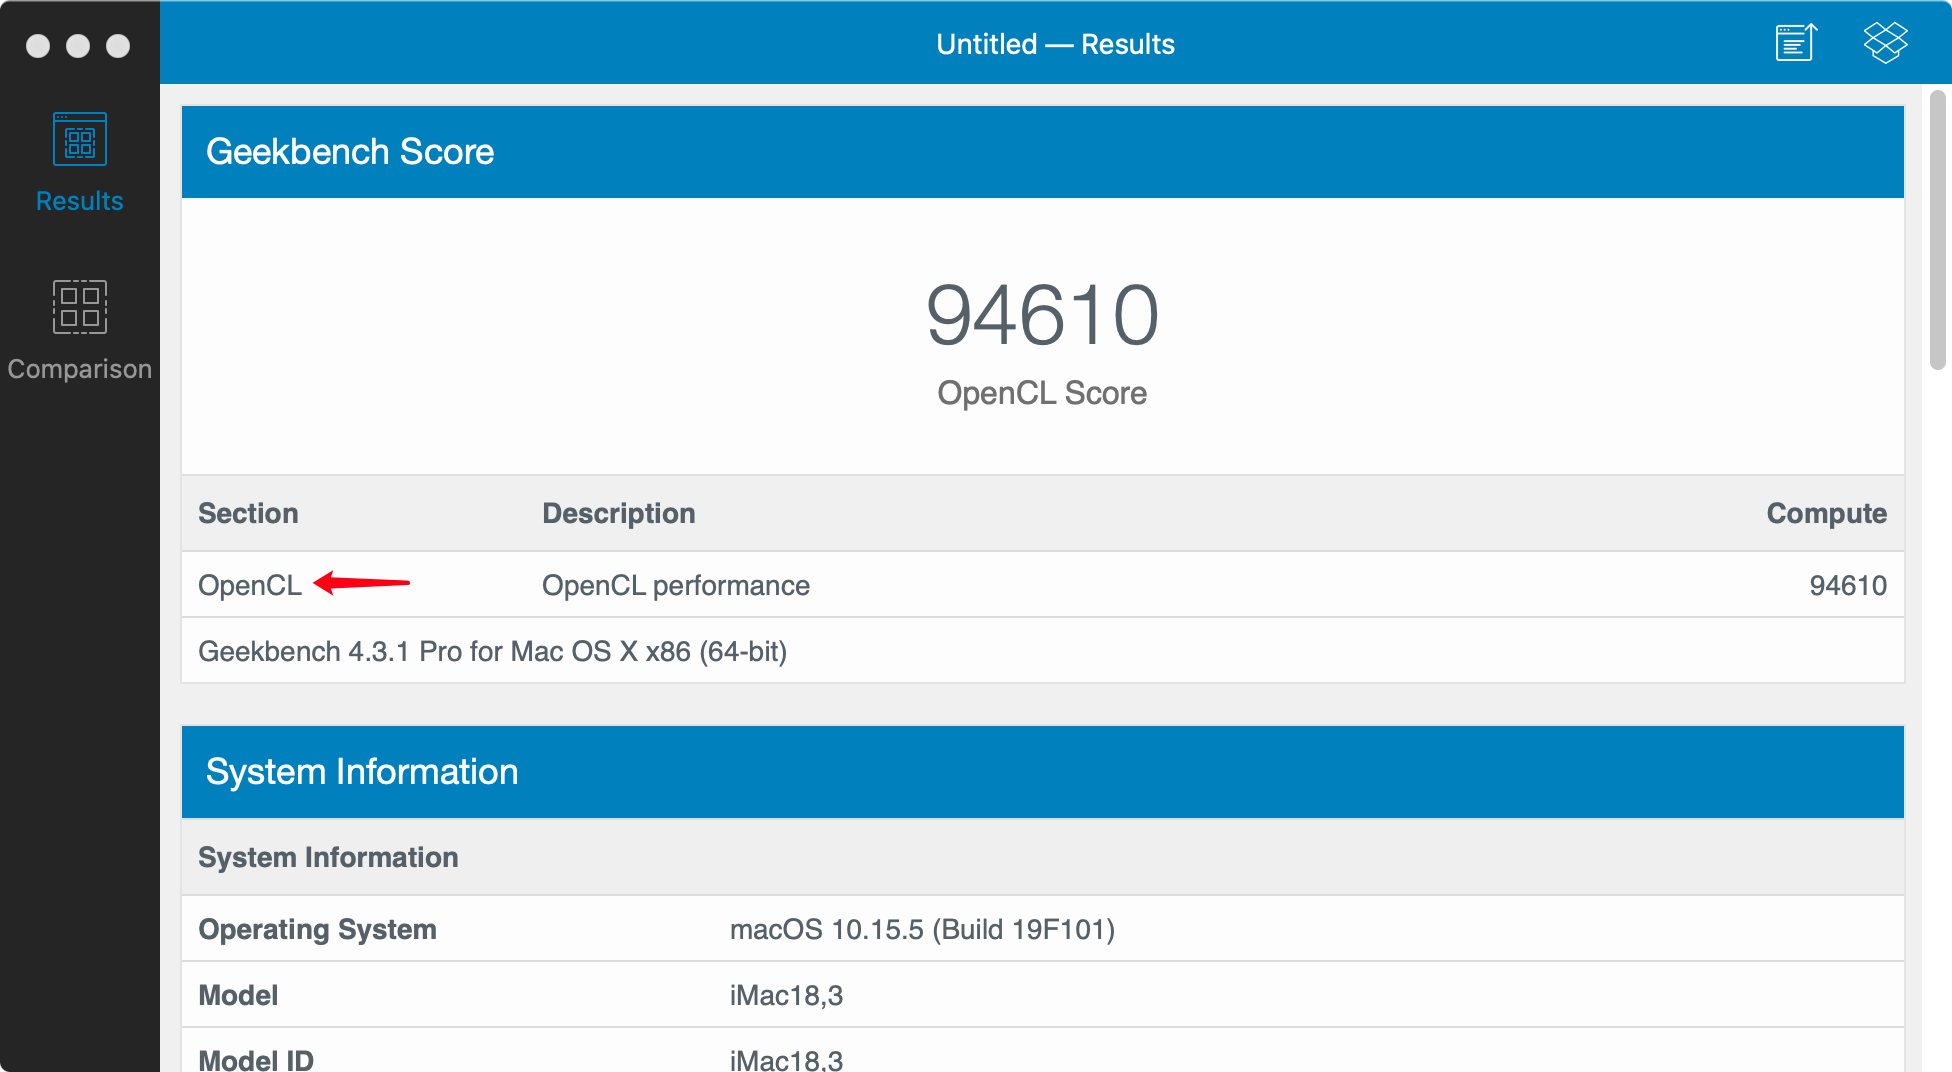 Untitled — Results
Results
Comparison
Geekbench Score
94610
OpenCL Score
Section Description Compute
OpenCL OpenCL performance 94610
Geekbench 4.3.1 Pro for Mac OS X x86 (64-bit)
System Information
System Information
Operating System macOS 10.15.5 (Build 19F101)
Model iMac18,3
Model ID iMac18,3